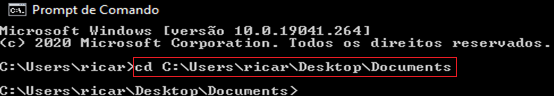 Prompt de Comando
Microsoft Windows [versão 10.0.19041.264]
(c) 2020 Microsoft Corporation. Todos os direitos reservados.
C:\Users\ricar>cd C:\Users\ricar\Desktop\Documents
C:\Users\ricar\Desktop\Documents>